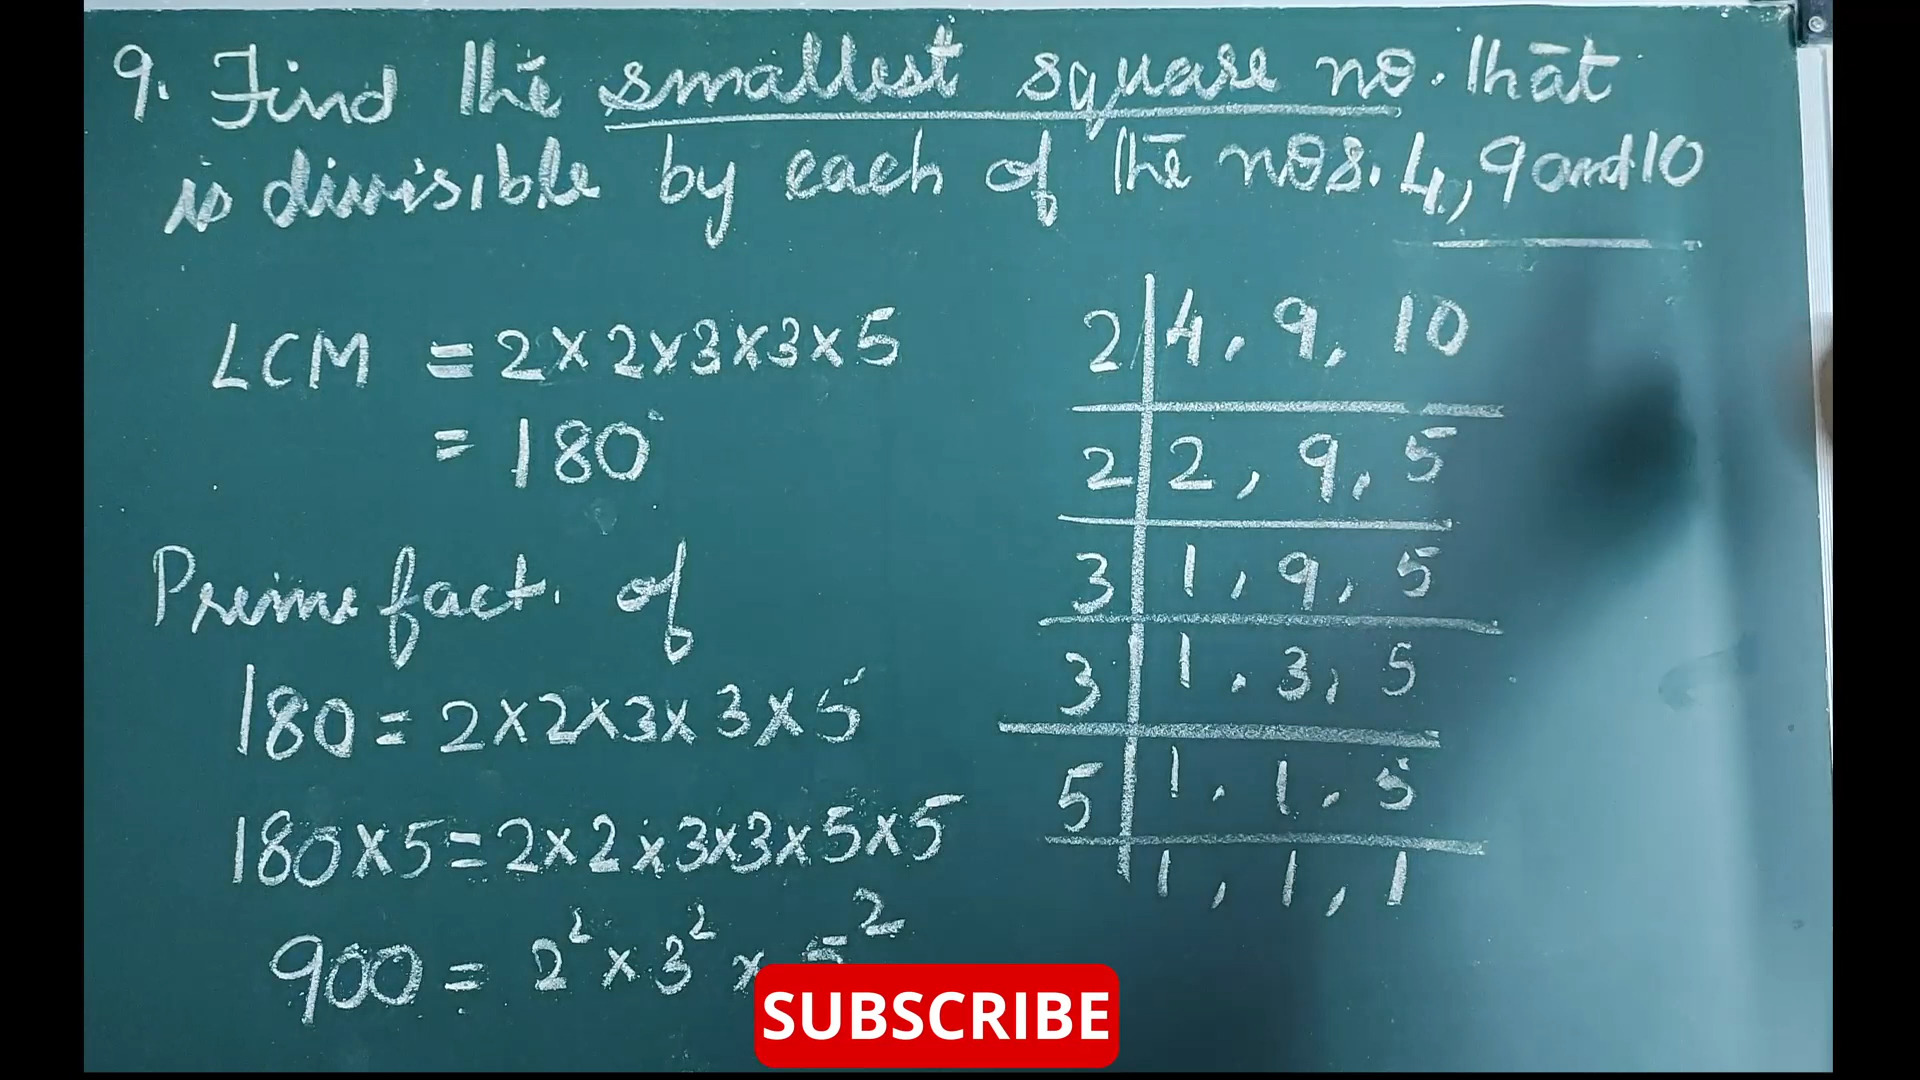 9. Find the smallest square no. that
is divisible by each of the nos. 4, 9 and 10
LCM = 2×2×3×3×5
= 180
Prime fact. of
180 = 2×2×3×3×5
180×5 = 2×2×3×3×5×5
900 = 2² × 3² × 5²
2 | 4, 9, 10
2 | 2, 9, 5
3 | 1, 9, 5
3 | 1, 3, 5
5 | 1, 1, 5
1, 1, 1
SUBSCRIBE